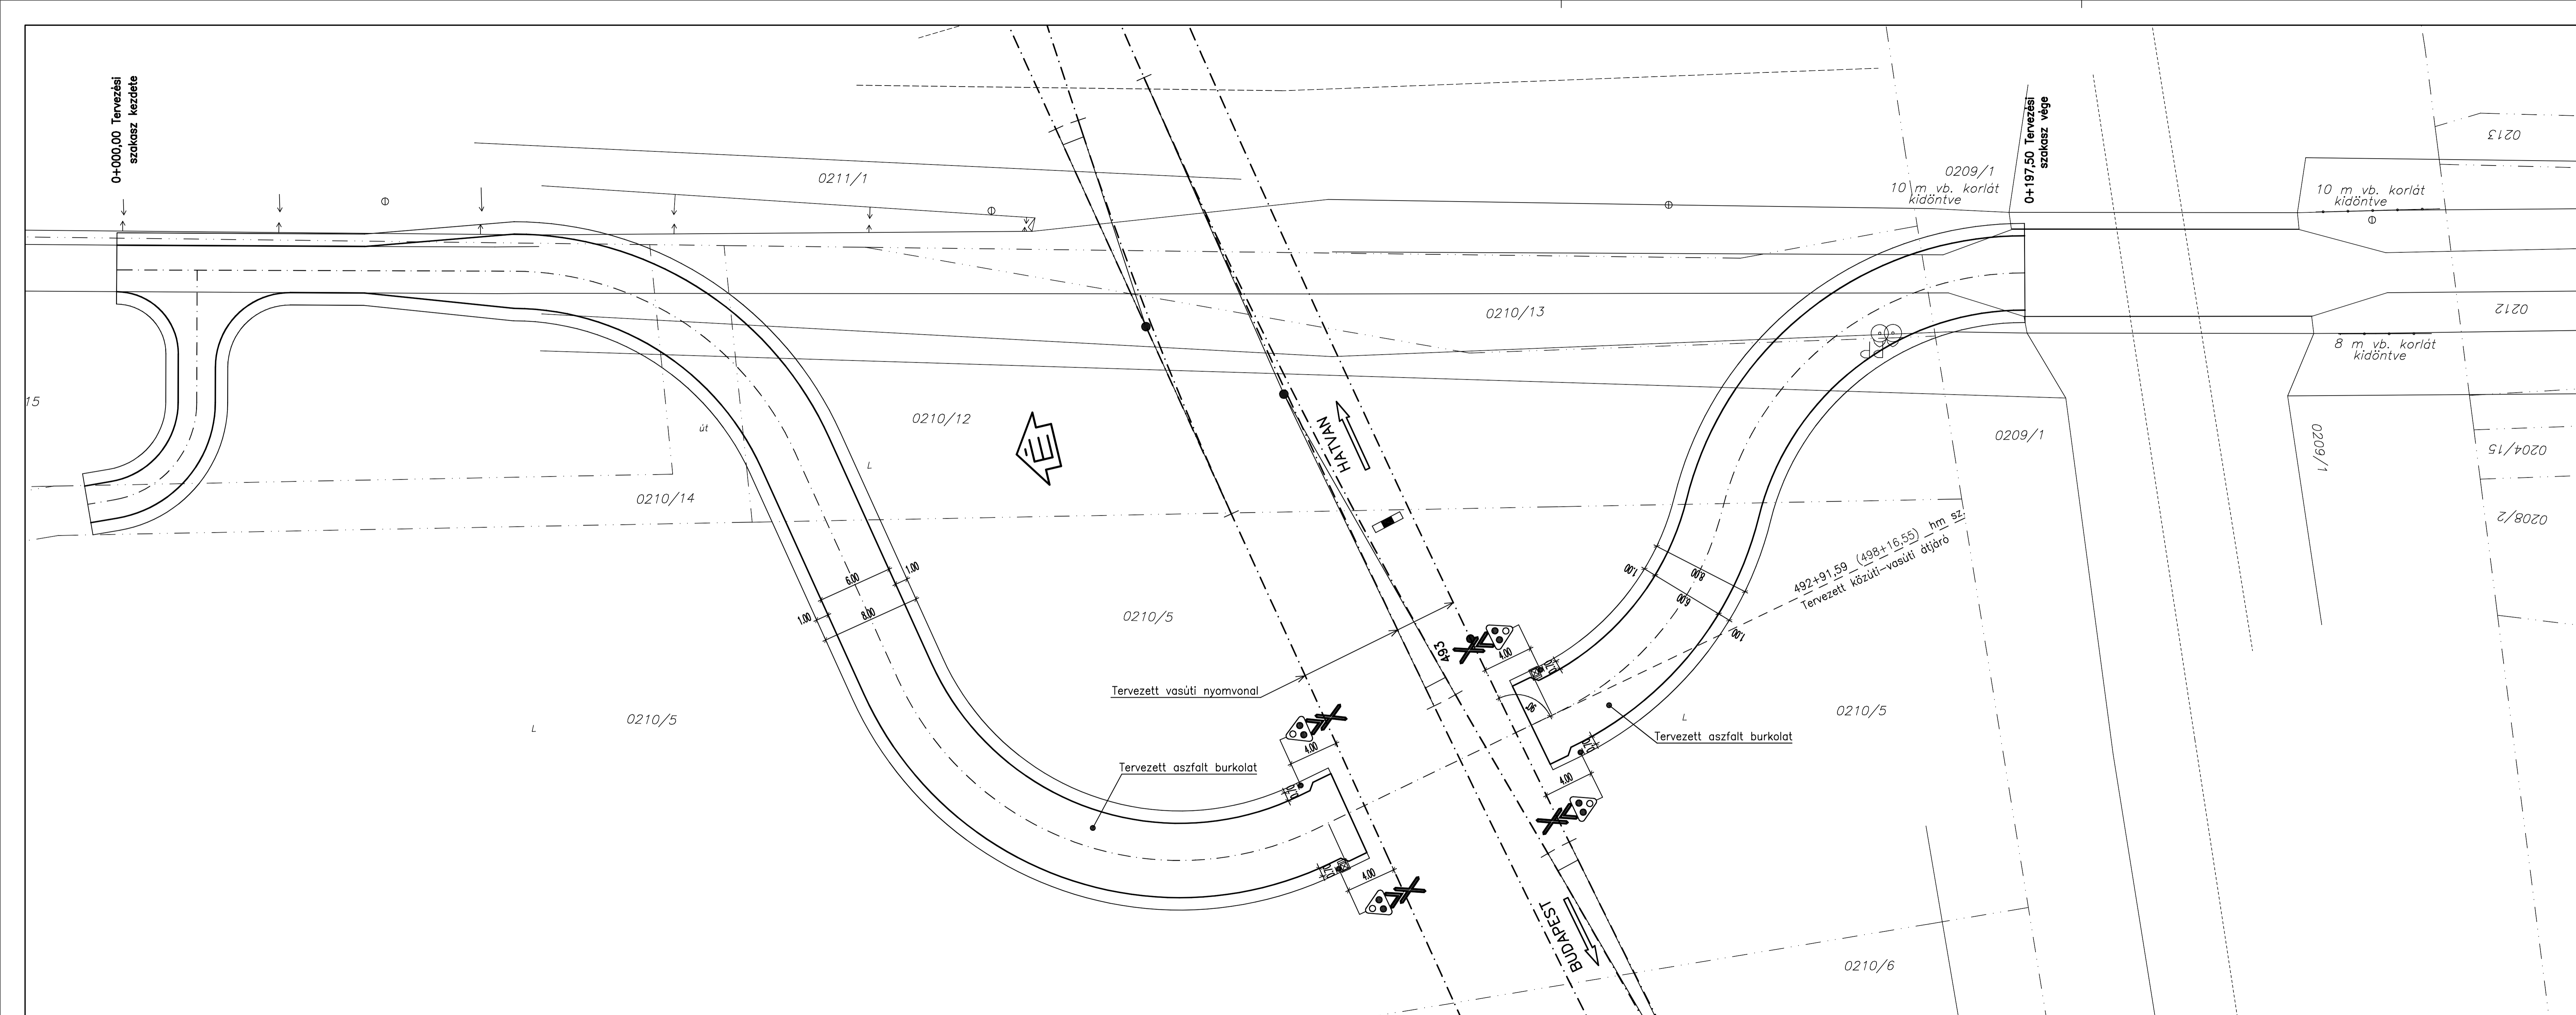 0+000,00 Tervezési
szakasz kezdete
0211/1
0209/1
10 m vb. korlát
kidöntve
0+197,50 Tervezési
szakasz vége
10 m vb. korlát
kidöntve
0213
0212
8 m vb. korlát
kidöntve
0210/13
15
út
0210/12
L
É
HATVAN
0209/1
0209/1
0204/15
0208/2
0210/14
6.00
1.00
1.00
8.00
0210/5
1.00
8.00
6.00
1.00
492+91,59 (498+16,55) hm sz.
Tervezett közúti-vasúti átjáró
493
4.00
Tervezett vasúti nyomvonal
0210/5
L
4.00
L
0210/5
Tervezett aszfalt burkolat
Tervezett aszfalt burkolat
4.00
4.00
BUDAPEST
0210/6